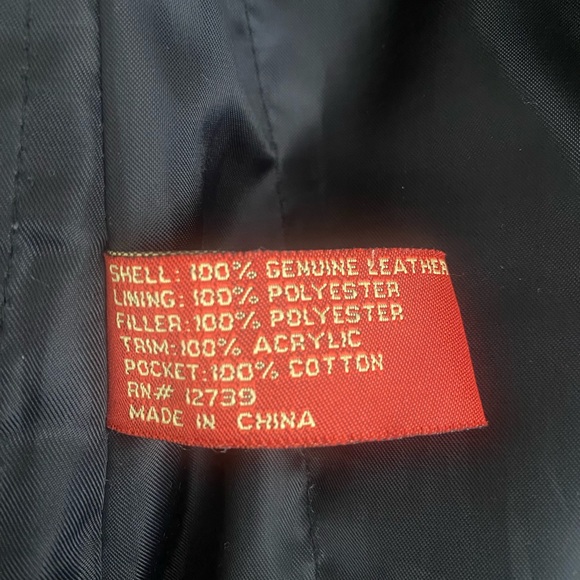 SHELL: 100% GENUINE LEATHER
LINING: 100% POLYESTER
FILLER: 100% POLYESTER
TRIM: 100% ACRYLIC
POCKET: 100% COTTON
RN# 12739
MADE IN CHINA